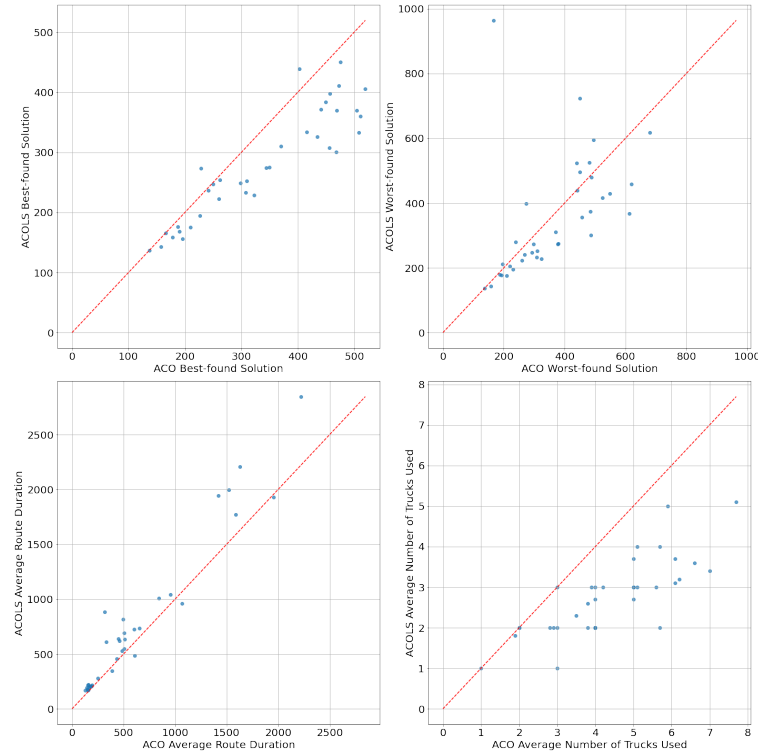 500
400
300
200
100
0
ACOLS Best-found Solution
0 100 200 300 400 500
ACO Best-found Solution
1000
800
600
400
200
0
ACOLS Worst-found Solution
0 200 400 600 800 1000
ACO Worst-found Solution
2500
2000
1500
1000
500
0
ACOLS Average Route Duration
0 500 1000 1500 2000 2500
ACO Average Route Duration
8
7
6
5
4
3
2
1
0
ACOLS Average Number of Trucks Used
0 1 2 3 4 5 6 7 8
ACO Average Number of Trucks Used